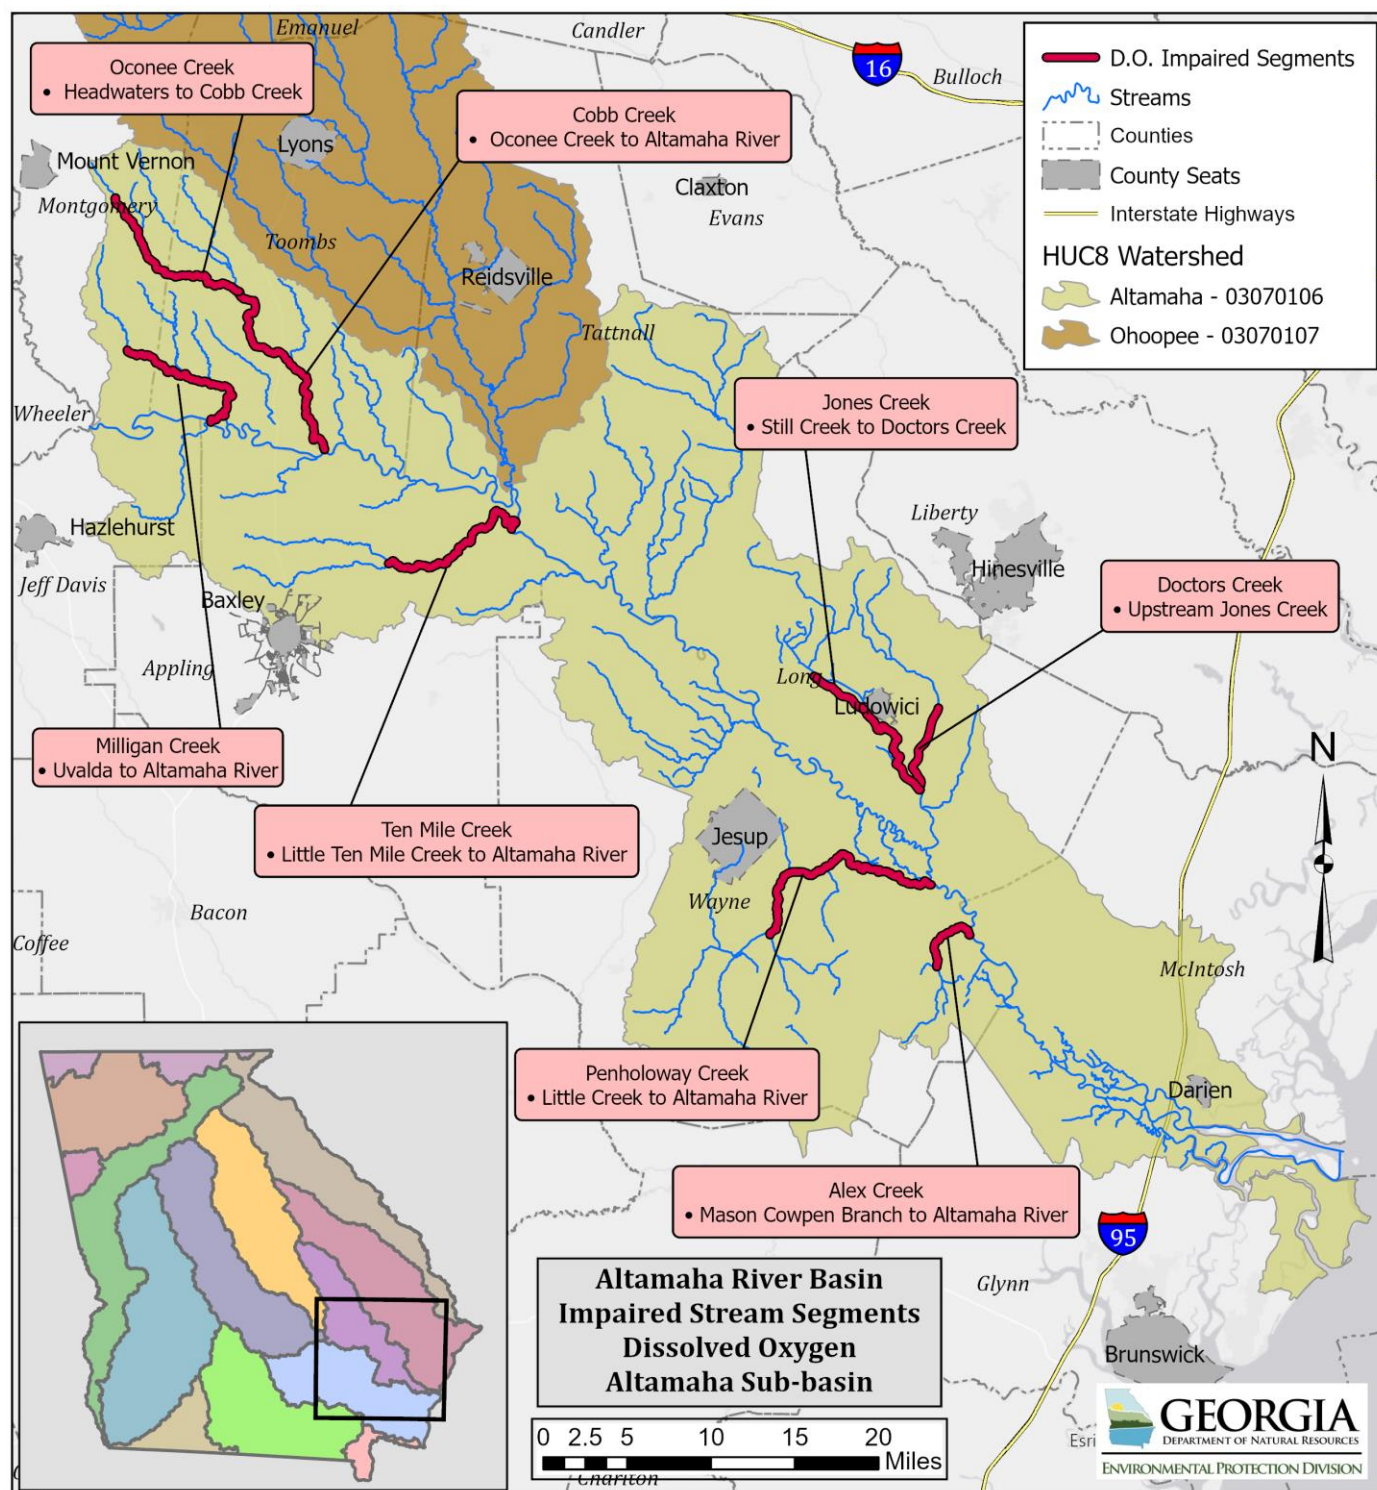 Emanuel
Candler
16
Bulloch
Oconee Creek
• Headwaters to Cobb Creek
Cobb Creek
• Oconee Creek to Altamaha River
D.O. Impaired Segments
Streams
Counties
County Seats
Interstate Highways
HUC8 Watershed
Altamaha - 03070106
Ohoopee - 03070107
Lyons
Mount Vernon
Montgomery
Claxton
Evans
Toombs
Reidsville
Tattnall
Wheeler
Jones Creek
• Still Creek to Doctors Creek
Hazlehurst
Jeff Davis
Liberty
Hinesville
Baxley
Appling
Doctors Creek
• Upstream Jones Creek
Long
Ludowici
Milligan Creek
• Uvalda to Altamaha River
Ten Mile Creek
• Little Ten Mile Creek to Altamaha River
Jesup
Wayne
N
Bacon
Coffee
McIntosh
Penholoway Creek
• Little Creek to Altamaha River
Darien
Alex Creek
• Mason Cowpen Branch to Altamaha River
95
Glynn
Brunswick
Altamaha River Basin
Impaired Stream Segments
Dissolved Oxygen
Altamaha Sub-basin
0 2.5 5 10 15 20
Miles
Charlton
Esri
GEORGIA
DEPARTMENT OF NATURAL RESOURCES
ENVIRONMENTAL PROTECTION DIVISION